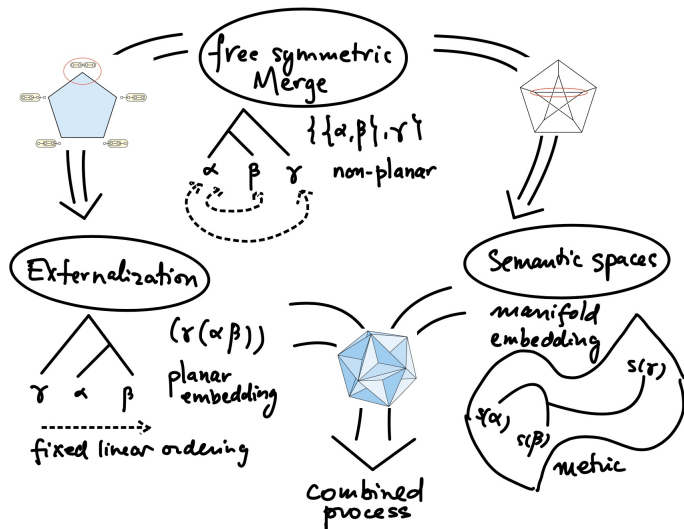 free symmetric
Merge
{ {α, β}, γ }
α β γ
non-planar
Externalization
Semantic spaces
(γ (α β))
planar
embedding
γ α β
fixed linear ordering
manifold
embedding
s(γ)
s(α)
s(β)
metric
combined
process